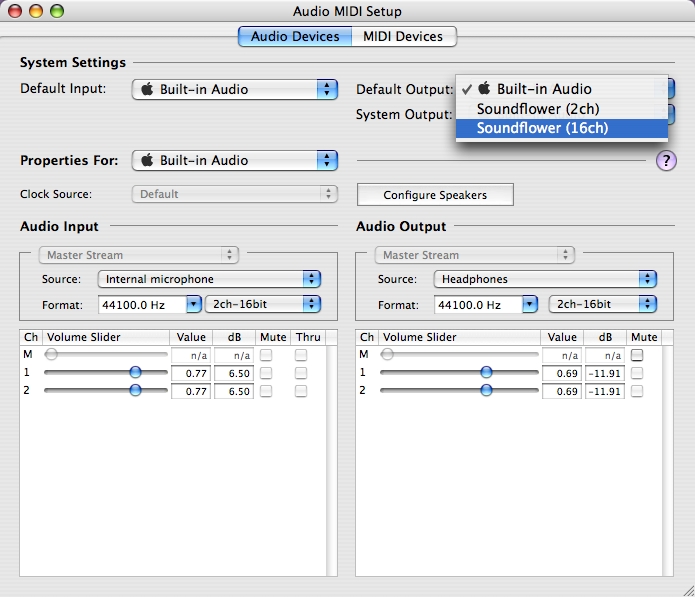 Audio MIDI Setup
Audio Devices MIDI Devices
System Settings
Default Input: Built-in Audio Default Output: ✓ Built-in Audio
Soundflower (2ch)
System Output:
Soundflower (16ch)
Properties For: Built-in Audio ?
Clock Source: Default Configure Speakers
Audio Input Audio Output
Master Stream Master Stream
Source: Internal microphone Source: Headphones
Format: 44100.0 Hz 2ch-16bit Format: 44100.0 Hz 2ch-16bit
Ch Volume Slider Value dB Mute Thru Ch Volume Slider Value dB Mute
M n/a n/a M n/a n/a
1 0.77 6.50 1 0.69 -11.91
2 0.77 6.50 2 0.69 -11.91